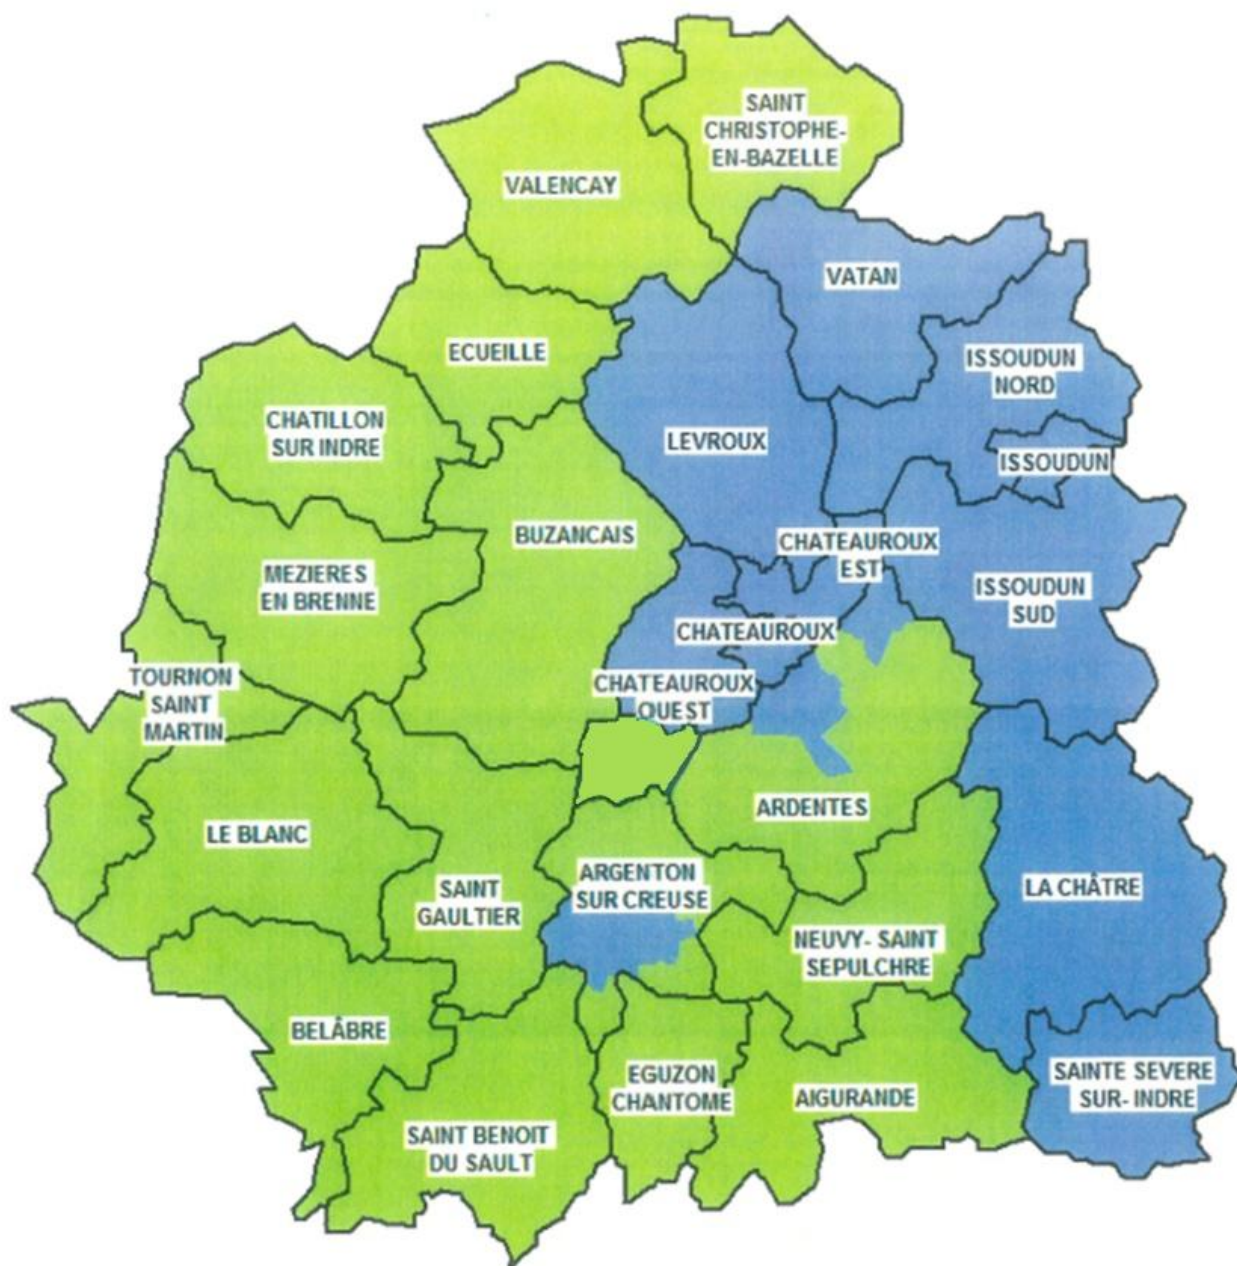 SAINT
CHRISTOPHE-
EN-BAZELLE
VALENCAY
VATAN
ECUEILLE
ISSOUDUN
NORD
CHATILLON
SUR INDRE
LEVROUX
ISSOUDUN
BUZANCAIS
CHATEAUROUX
EST
MEZIERES
EN BRENNE
ISSOUDUN
SUD
CHATEAUROUX
TOURNON
SAINT
MARTIN
CHATEAUROUX
OUEST
ARDENTES
LE BLANC
ARGENTON
SUR CREUSE
SAINT
GAULTIER
LA CHÂTRE
NEUVY- SAINT
SEPULCHRE
BELÂBRE
EGUZON
CHANTOME
AIGURANDE
SAINTE SEVERE
SUR- INDRE
SAINT BENOIT
DU SAULT